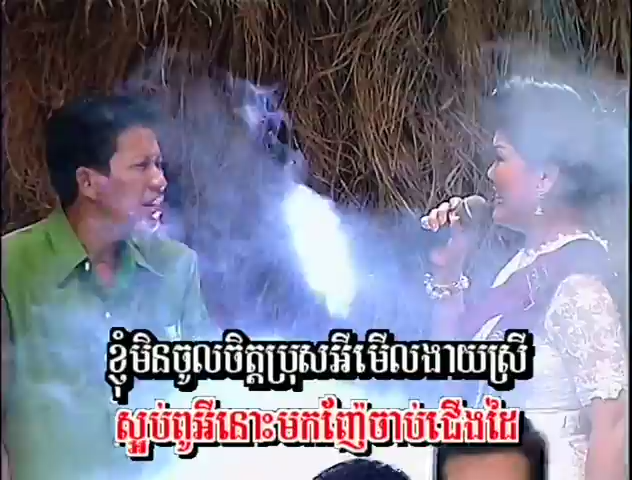 ខ្ញុំមិនចូលចិត្តប្រុសអីមើលងាយស្រី
ស្អប់ពូអីនោះមកញ៉ែចាប់ជើងដៃ